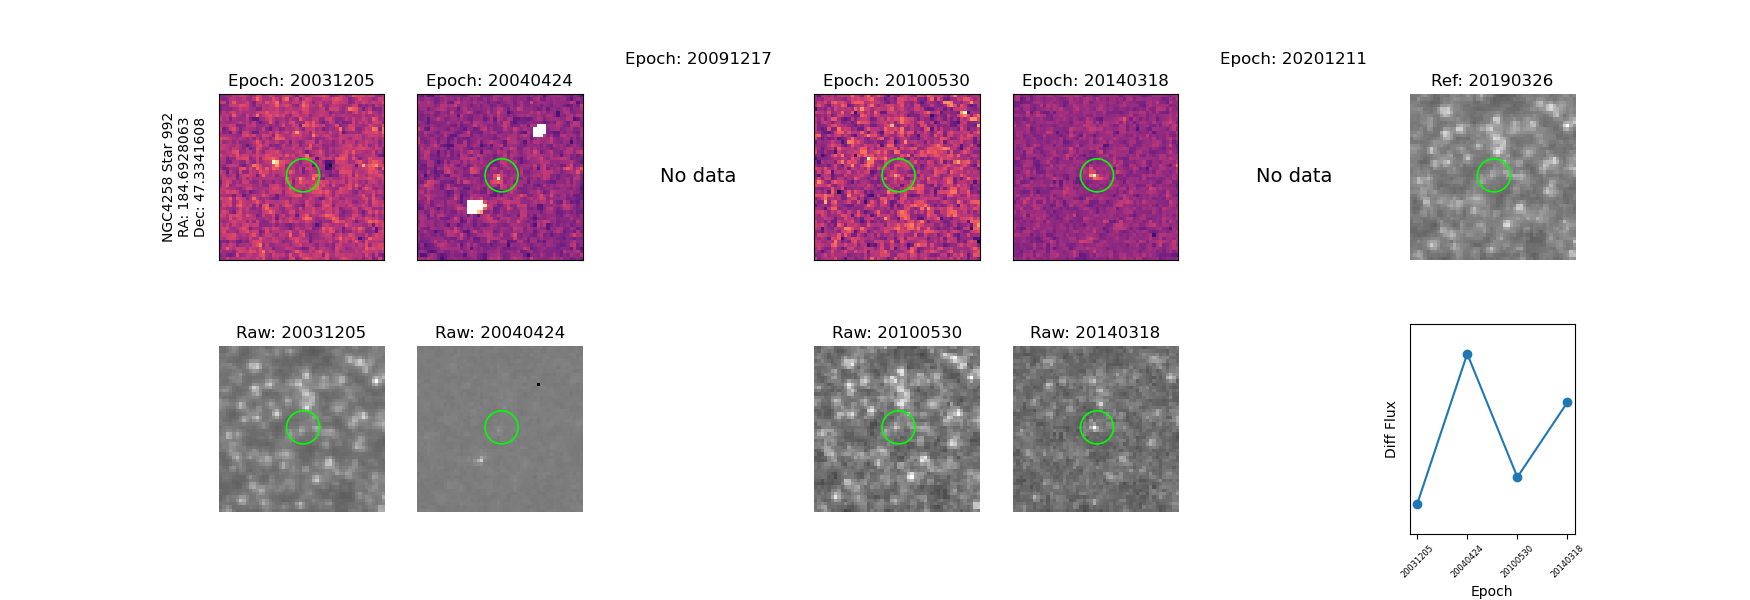 Epoch: 20091217
Epoch: 20201211
Epoch: 20031205
Epoch: 20040424
Epoch: 20100530
Epoch: 20140318
Ref: 20190326
NGC4258 Star 992
RA: 184.6928063
Dec: 47.3341608
No data
No data
Raw: 20031205
Raw: 20040424
Raw: 20100530
Raw: 20140318
Diff Flux
20031205
20040424
20100530
20140318
Epoch